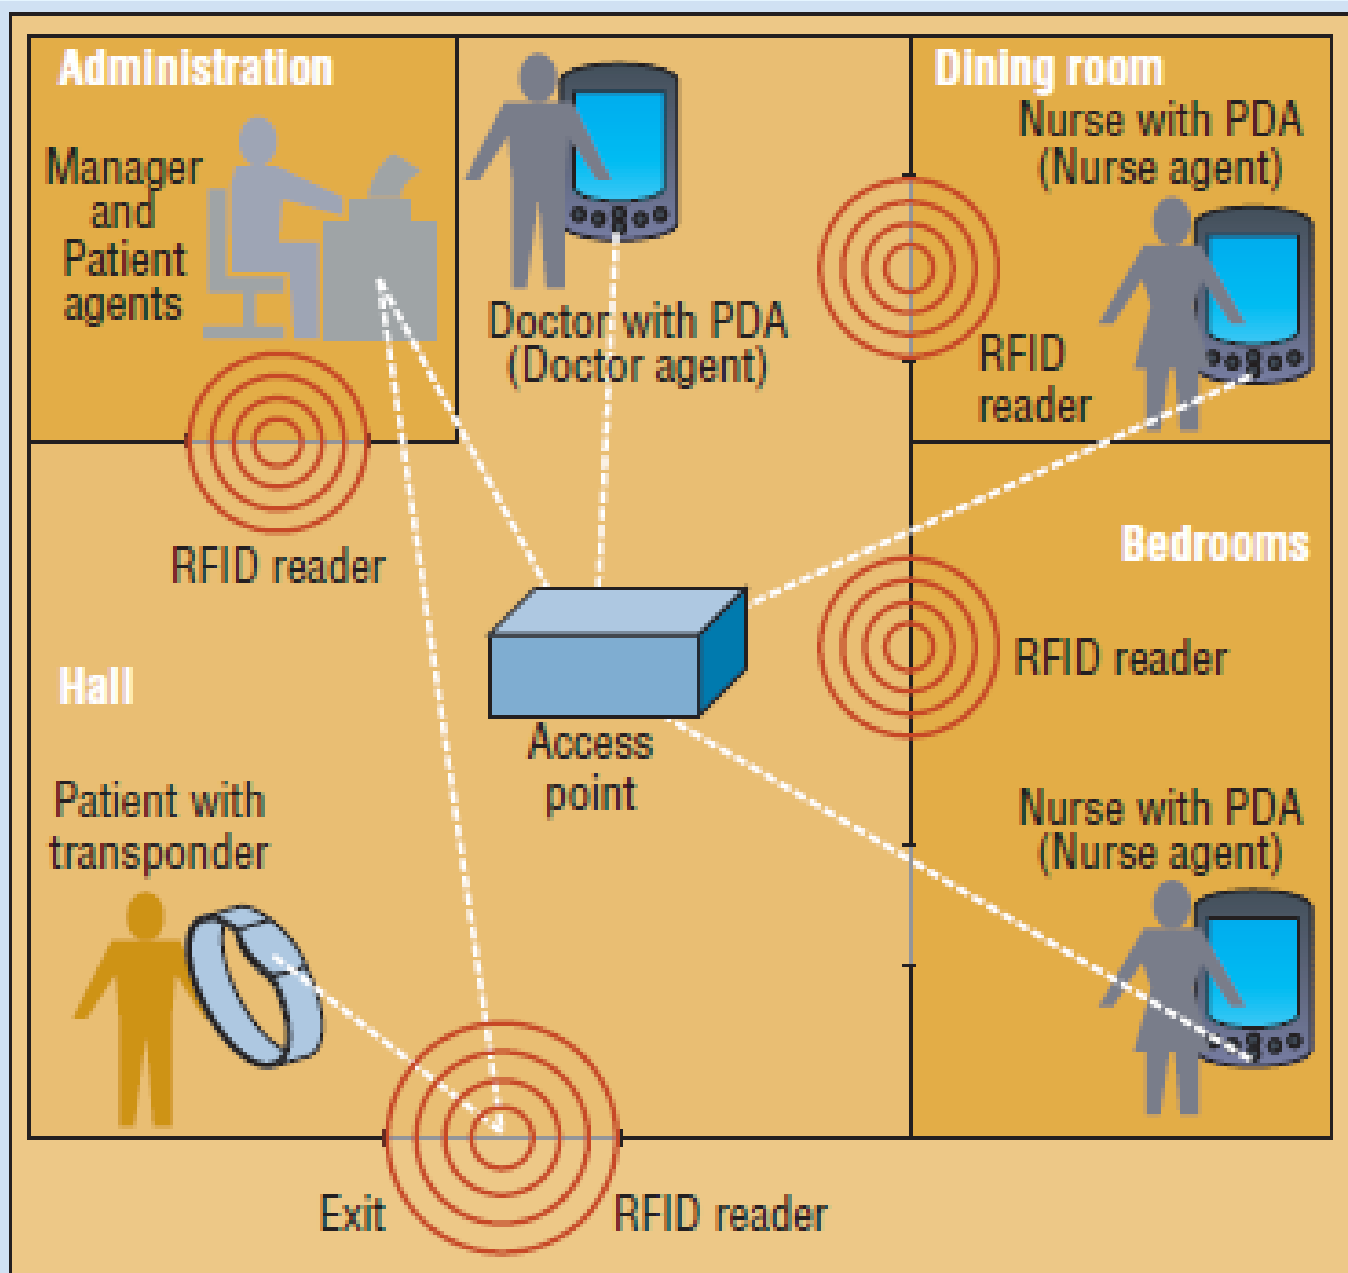 Administration
Manager
and
Patient
agents
RFID reader
Doctor with PDA
(Doctor agent)
Dining room
Nurse with PDA
(Nurse agent)
RFID
reader
Bedrooms
RFID reader
Hall
Access
point
Patient with
transponder
Nurse with PDA
(Nurse agent)
Exit
RFID reader